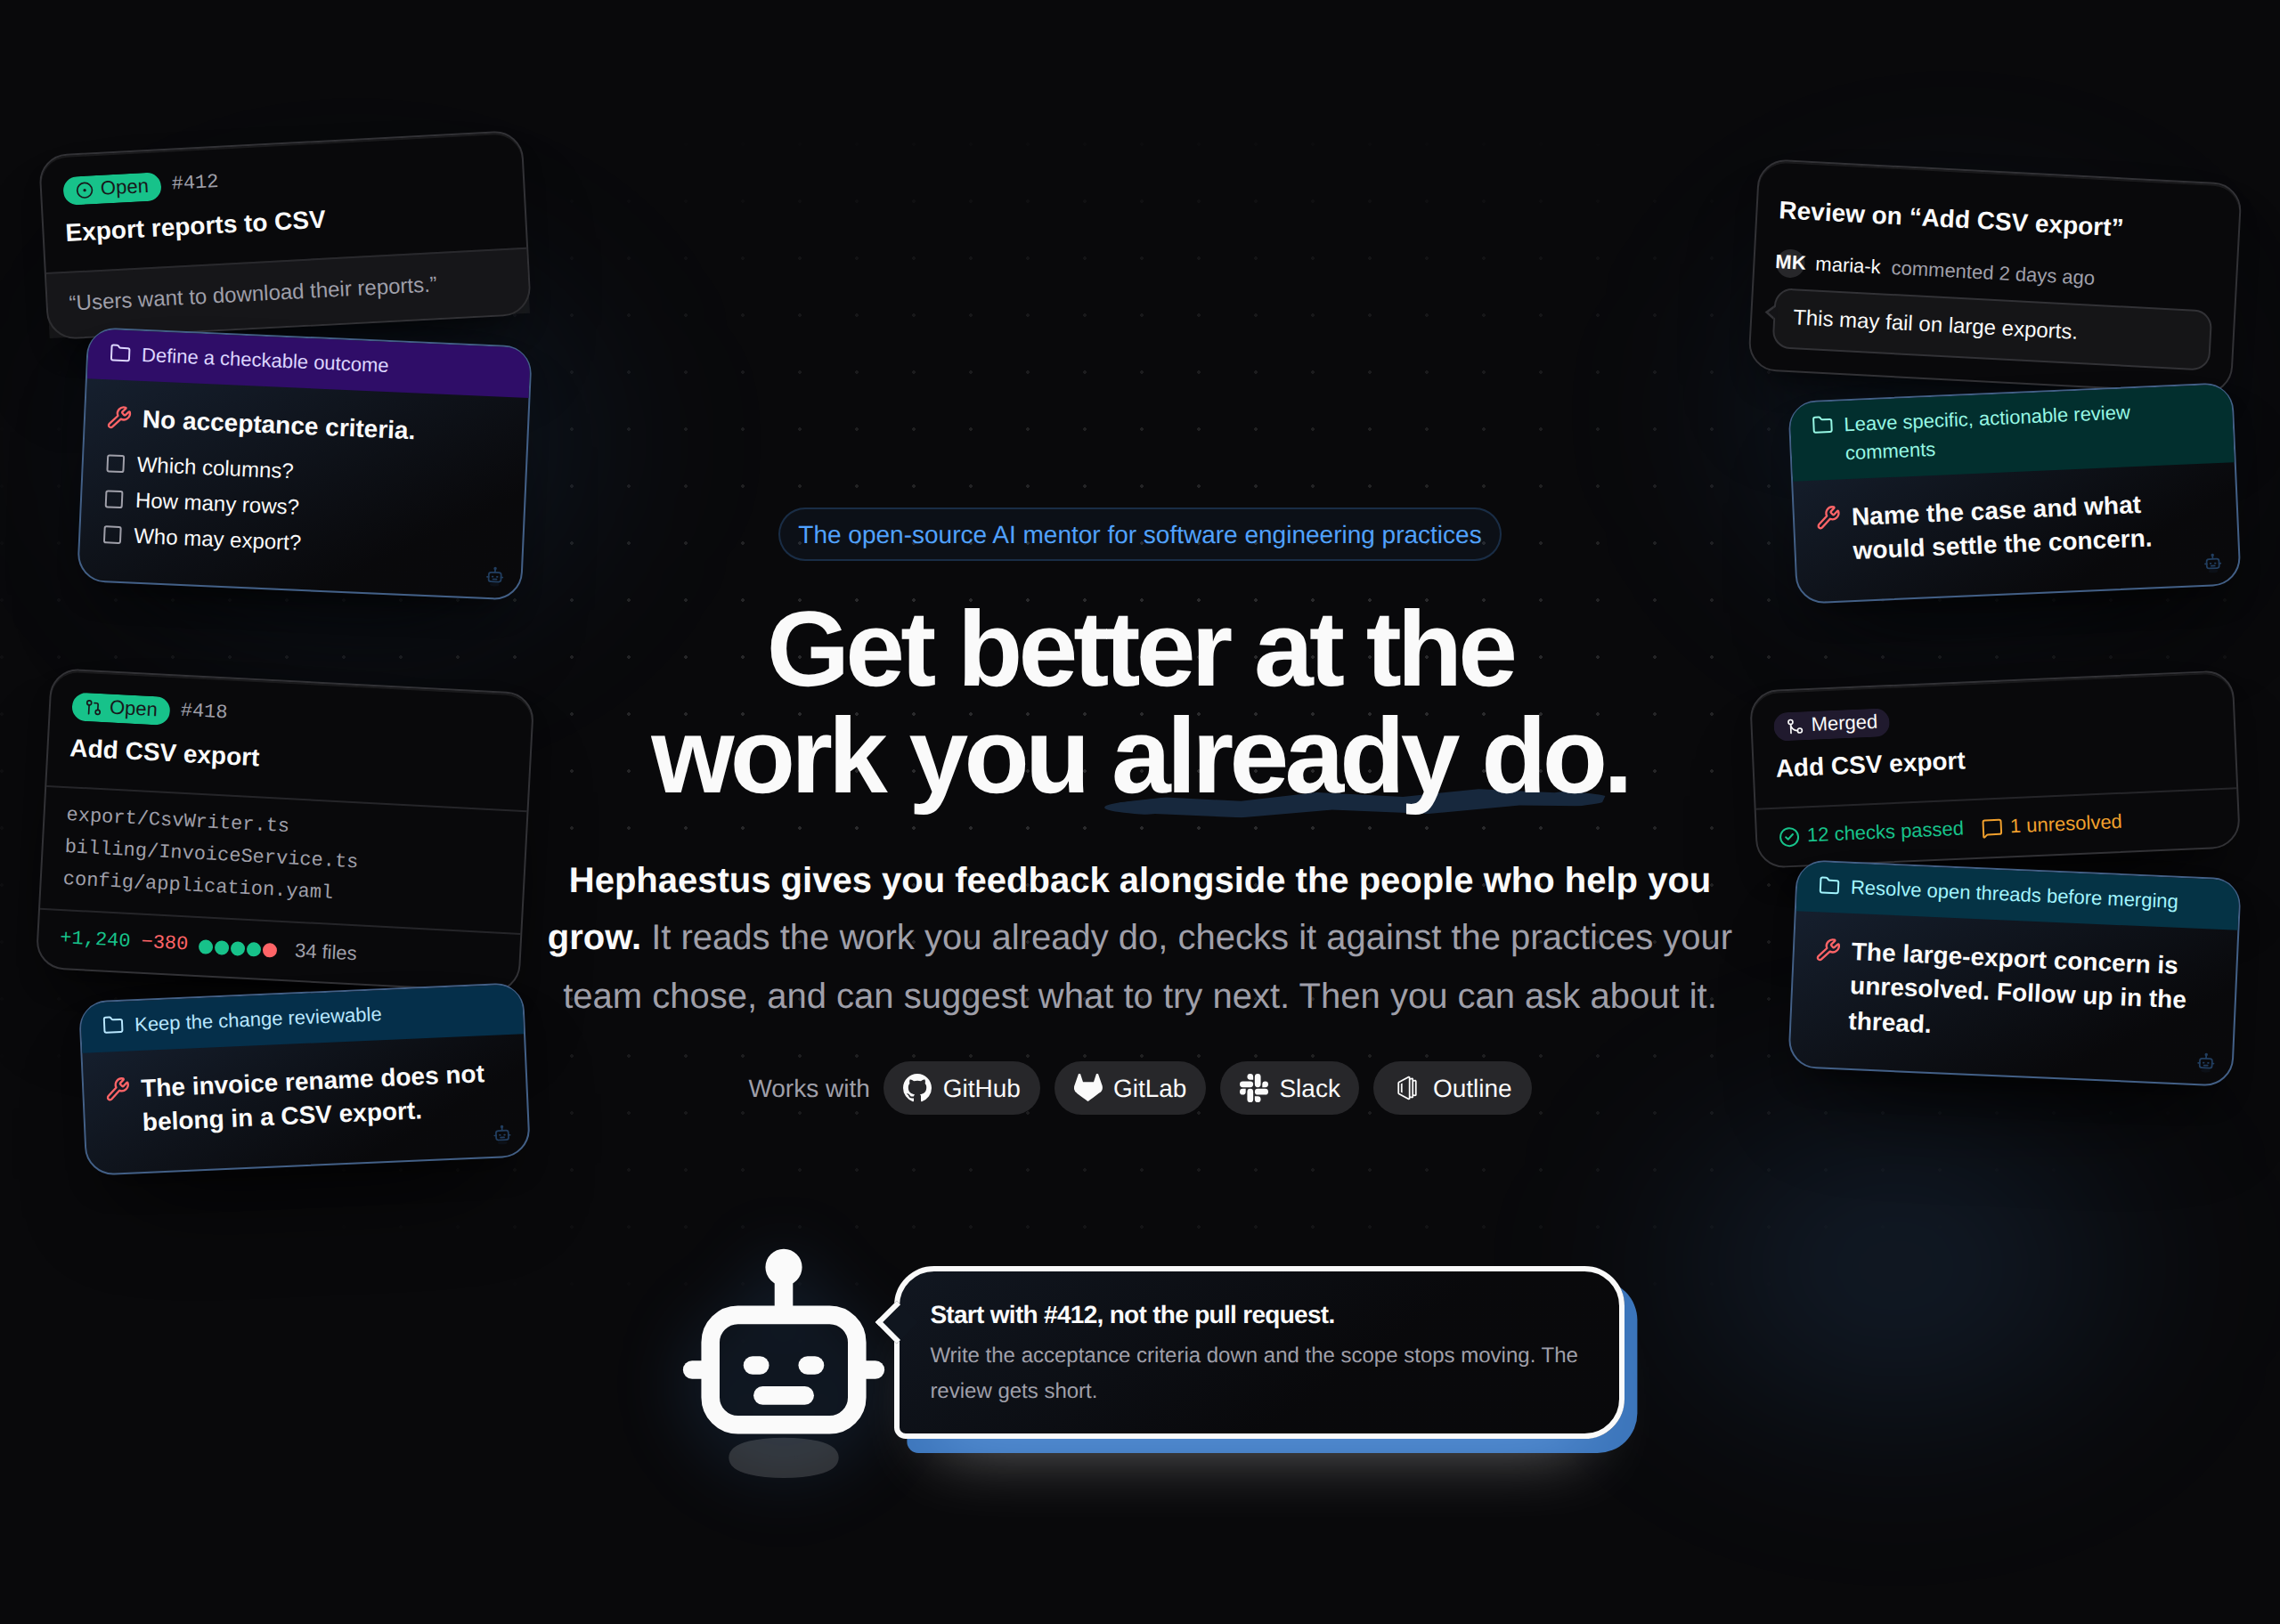 Open #412
Export reports to CSV
“Users want to download their reports.”
Define a checkable outcome
No acceptance criteria.
Which columns?
How many rows?
Who may export?
Open #418
Add CSV export
export/CsvWriter.ts
billing/InvoiceService.ts
config/application.yaml
+1,240 −380 34 files
Keep the change reviewable
The invoice rename does not
belong in a CSV export.
The open-source AI mentor for software engineering practices
Get better at the
work you already do.
Hephaestus gives you feedback alongside the people who help you
grow. It reads the work you already do, checks it against the practices your
team chose, and can suggest what to try next. Then you can ask about it.
Works with GitHub GitLab Slack Outline
Start with #412, not the pull request.
Write the acceptance criteria down and the scope stops moving. The
review gets short.
Review on “Add CSV export”
MK maria-k commented 2 days ago
This may fail on large exports.
Leave specific, actionable review
comments
Name the case and what
would settle the concern.
Merged
Add CSV export
12 checks passed 1 unresolved
Resolve open threads before merging
The large-export concern is
unresolved. Follow up in the
thread.